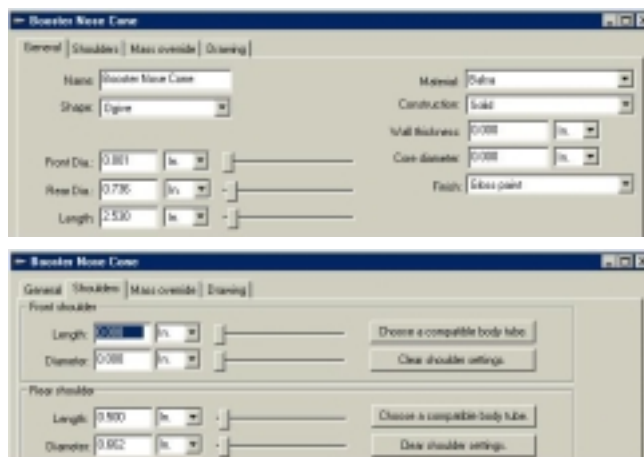 Booster Nose Cone
General Shoulders Mass override Drawing
Name: Booster Nose Cone
Material: Balsa
Shape: Ogive
Construction: Solid
Wall thickness: 0.000 In.
Front Dia.: 0.001 In.
Core diameter: 0.000 In.
Rear Dia.: 0.736 In.
Finish: Gloss paint
Length: 2.530 In.
Booster Nose Cone
General Shoulders Mass override Drawing
Front shoulder
Length: 0.000 In.
Choose a compatible body tube.
Diameter: 0.000 In.
Clear shoulder settings.
Rear shoulder
Length: 0.500 In.
Choose a compatible body tube.
Diameter: In.
Clear shoulder settings.